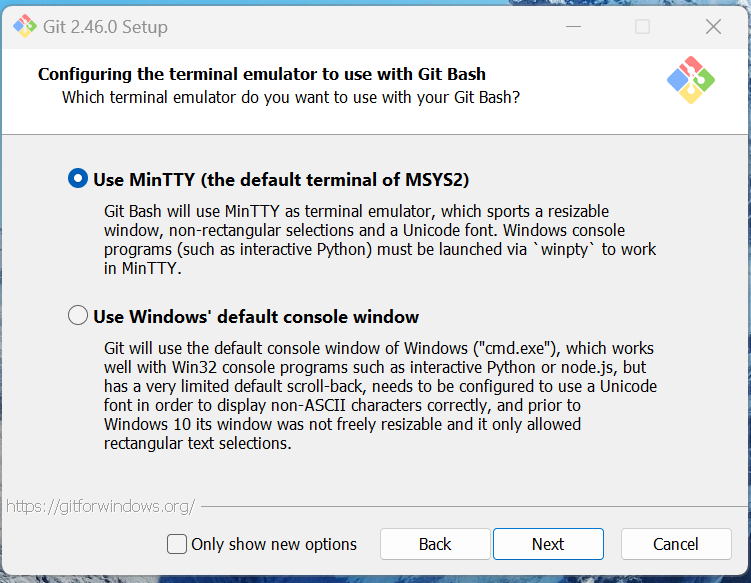 Git 2.46.0 Setup
Configuring the terminal emulator to use with Git Bash
Which terminal emulator do you want to use with your Git Bash?
Use MinTTY (the default terminal of MSYS2)
Git Bash will use MinTTY as terminal emulator, which sports a resizable
window, non-rectangular selections and a Unicode font. Windows console
programs (such as interactive Python) must be launched via `winpty` to work
in MinTTY.
Use Windows' default console window
Git will use the default console window of Windows ("cmd.exe"), which works
well with Win32 console programs such as interactive Python or node.js, but
has a very limited default scroll-back, needs to be configured to use a Unicode
font in order to display non-ASCII characters correctly, and prior to
Windows 10 its window was not freely resizable and it only allowed
rectangular text selections.
https://gitforwindows.org/
Only show new options
Back
Next
Cancel